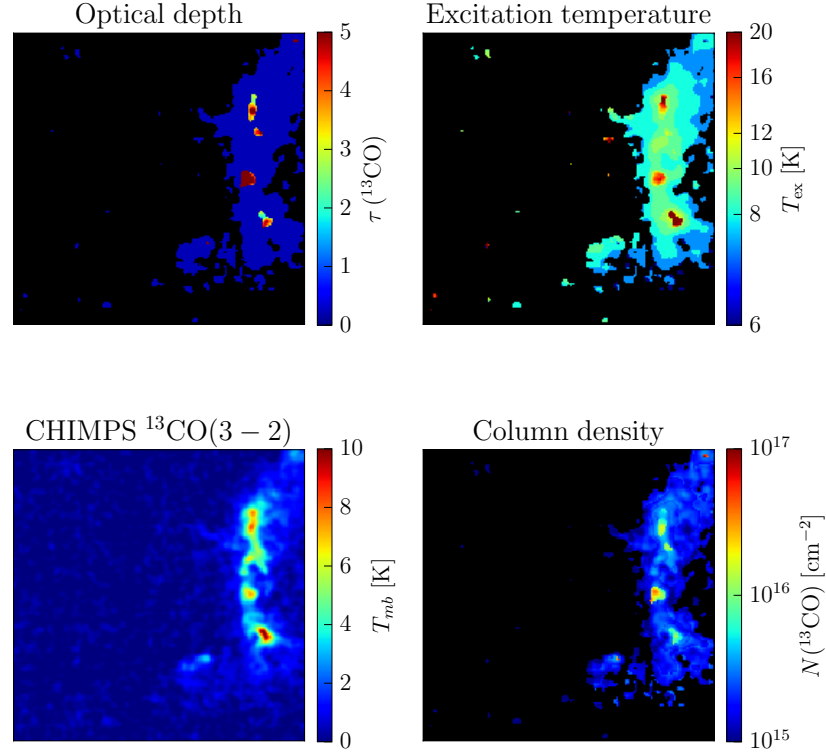 Optical depth
5
4
3
2
1
0
τ (¹³CO)
Excitation temperature
20
16
12
10
8
6
T_ex [K]
CHIMPS ¹³CO(3 − 2)
10
8
6
4
2
0
T_mb [K]
Column density
10¹⁷
10¹⁶
10¹⁵
N(¹³CO) [cm⁻²]